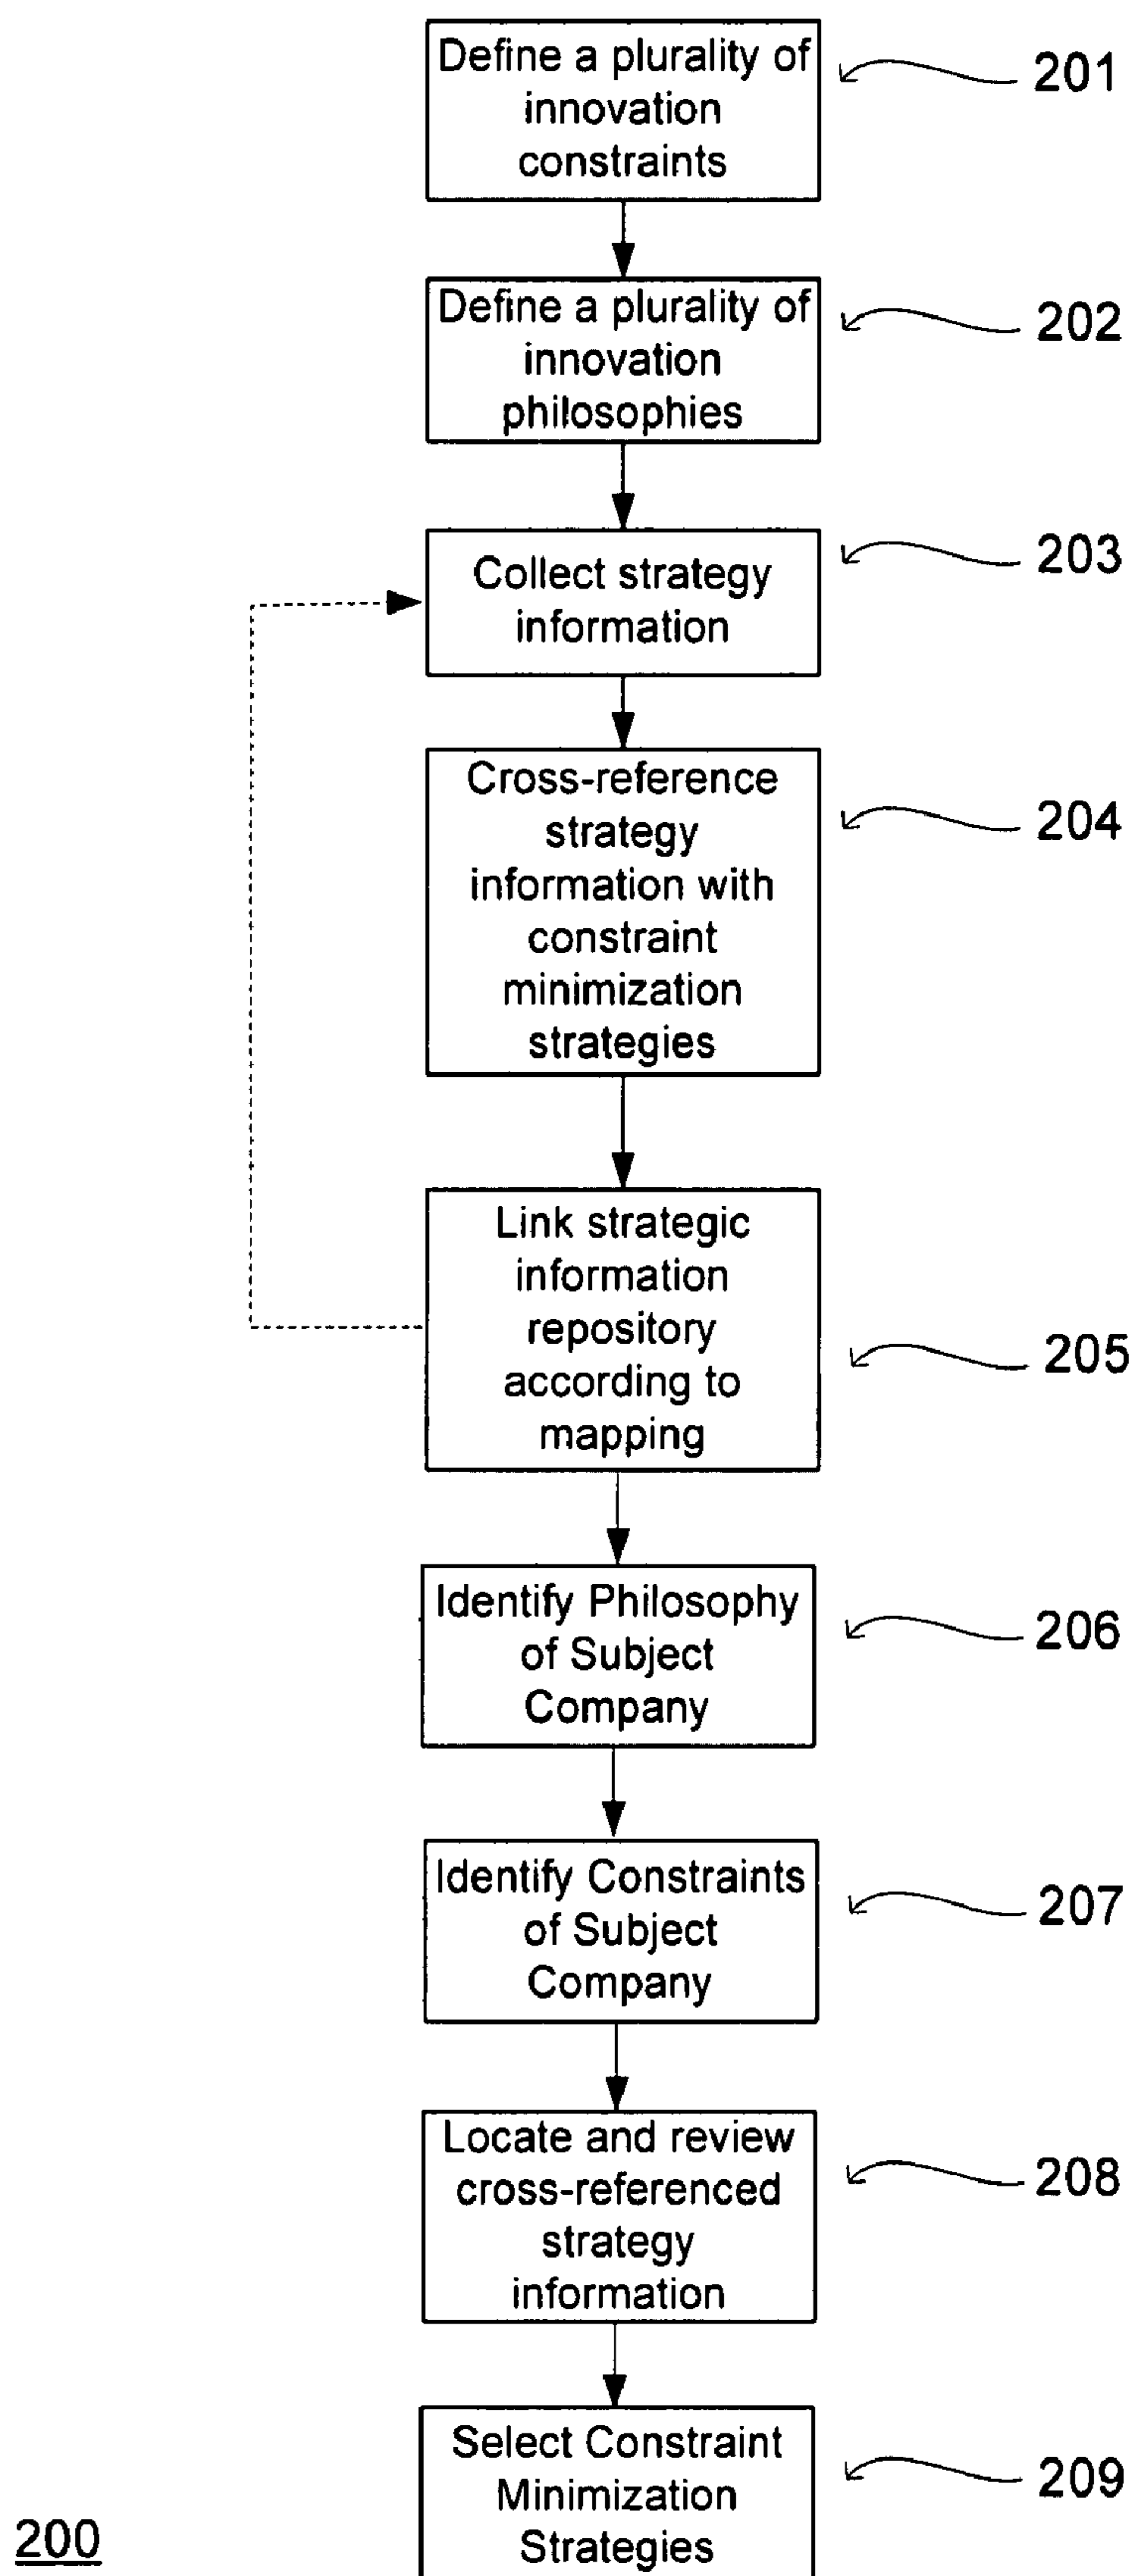 Define a plurality of
innovation
constraints
201
Define a plurality of
innovation
philosophies
202
Collect strategy
information
203
Cross-reference
strategy
information with
constraint
minimization
strategies
204
Link strategic
information
repository
according to
mapping
205
Identify Philosophy
of Subject
Company
206
Identify Constraints
of Subject
Company
207
Locate and review
cross-referenced
strategy
information
208
Select Constraint
Minimization
Strategies
209
200